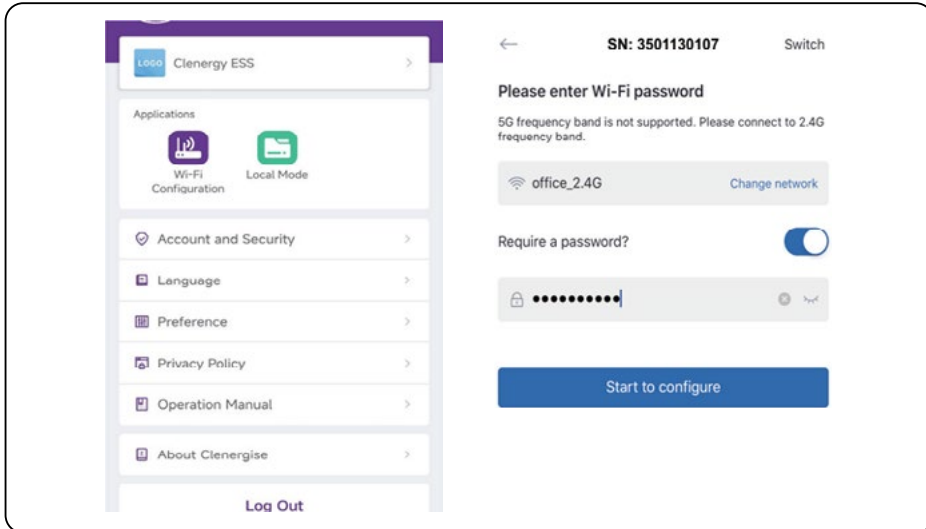 LOGO
Clenergy ESS
Applications
Wi-Fi
Configuration
Local Mode
Account and Security
Language
Preference
Privacy Policy
Operation Manual
About Clenergise
Log Out
SN: 3501130107
Switch
Please enter Wi-Fi password
5G frequency band is not supported. Please connect to 2.4G
frequency band.
office_2.4G
Change network
Require a password?
••••••••••
Start to configure